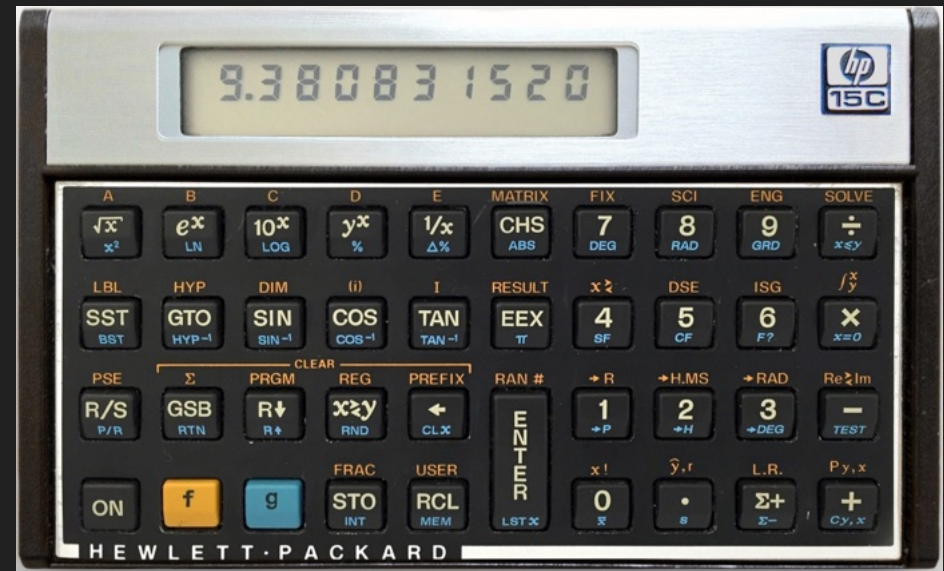 9.380831520
hp
15C
A B C D E MATRIX FIX SCI ENG SOLVE
√x eˣ 10ˣ yˣ 1/x CHS 7 8 9 ÷
x² LN LOG % Δ% ABS DEG RAD GRD x≤y
LBL HYP DIM (i) I RESULT x≷ DSE ISG ∫ˣy
SST GTO SIN COS TAN EEX 4 5 6 ×
BST HYP⁻¹ SIN⁻¹ COS⁻¹ TAN⁻¹ π SF CF F? x=0
CLEAR
PSE Σ PRGM REG PREFIX RAN # →R →H.MS →RAD Re≷Im
R/S GSB R↓ x≷y ← ENTER 1 2 3 −
P/R RTN R↑ RND CLx →P →H →DEG TEST
FRAC USER x! ŷ,r L.R. Py,x
ON f g STO RCL 0 · Σ+ +
INT MEM LSTx x̄ s Σ− Cy,x
HEWLETT·PACKARD